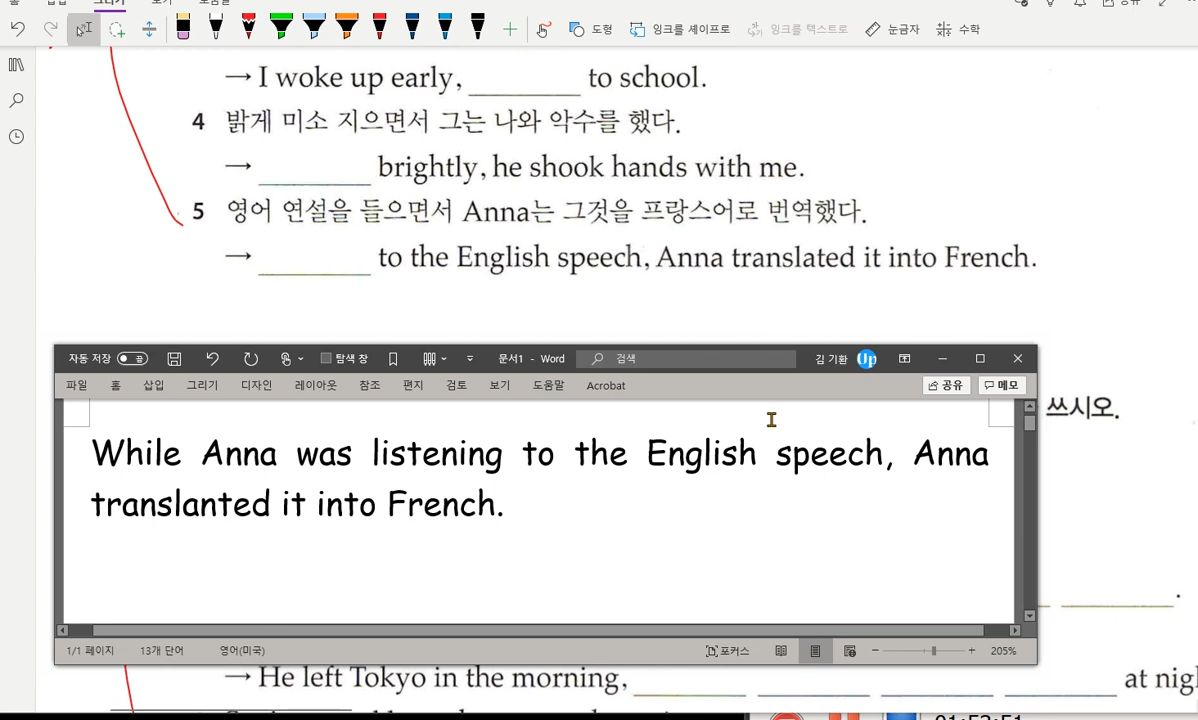 도형 잉크를 셰이프로 잉크를 텍스트로 눈금자 수학
→ I woke up early, to school.
4 밝게 미소 지으면서 그는 나와 악수를 했다.
→ brightly, he shook hands with me.
5 영어 연설을 들으면서 Anna는 그것을 프랑스어로 번역했다.
→ to the English speech, Anna translated it into French.
자동 저장 끔 탐색 창 문서1 - Word 검색 김 기환 Up
파일 홈 삽입 그리기 디자인 레이아웃 참조 편지 검토 보기 도움말 Acrobat 공유 메모
쓰시오.
While Anna was listening to the English speech, Anna
translanted it into French.
.
1/1 페이지 13개 단어 영어(미국) 포커스 205%
→ He left Tokyo in the morning, at nig